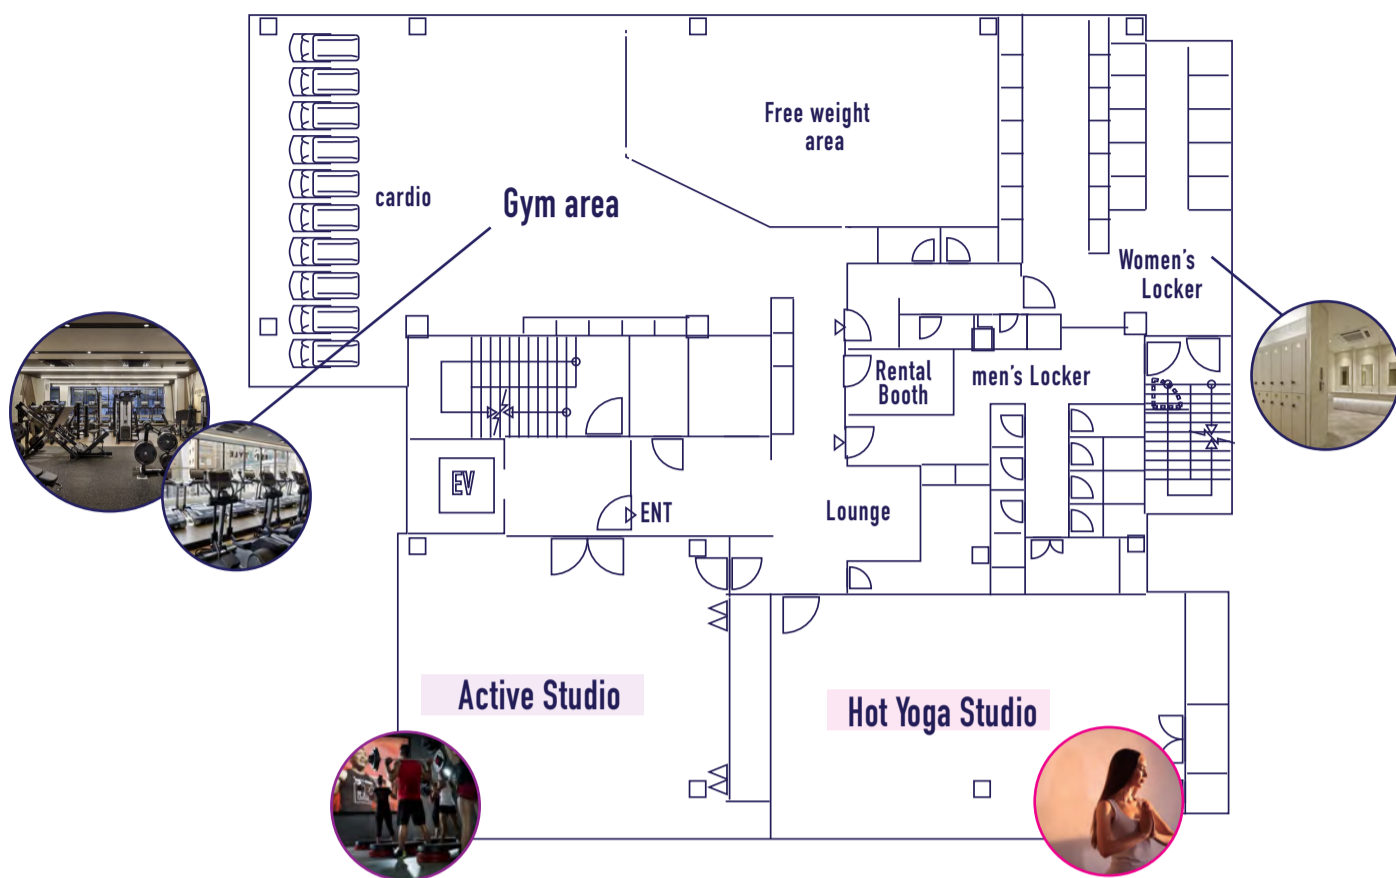 Free weight
area
cardio
Gym area
Women's
Locker
Rental
Booth
men's Locker
EV
ENT
Lounge
Active Studio
Hot Yoga Studio